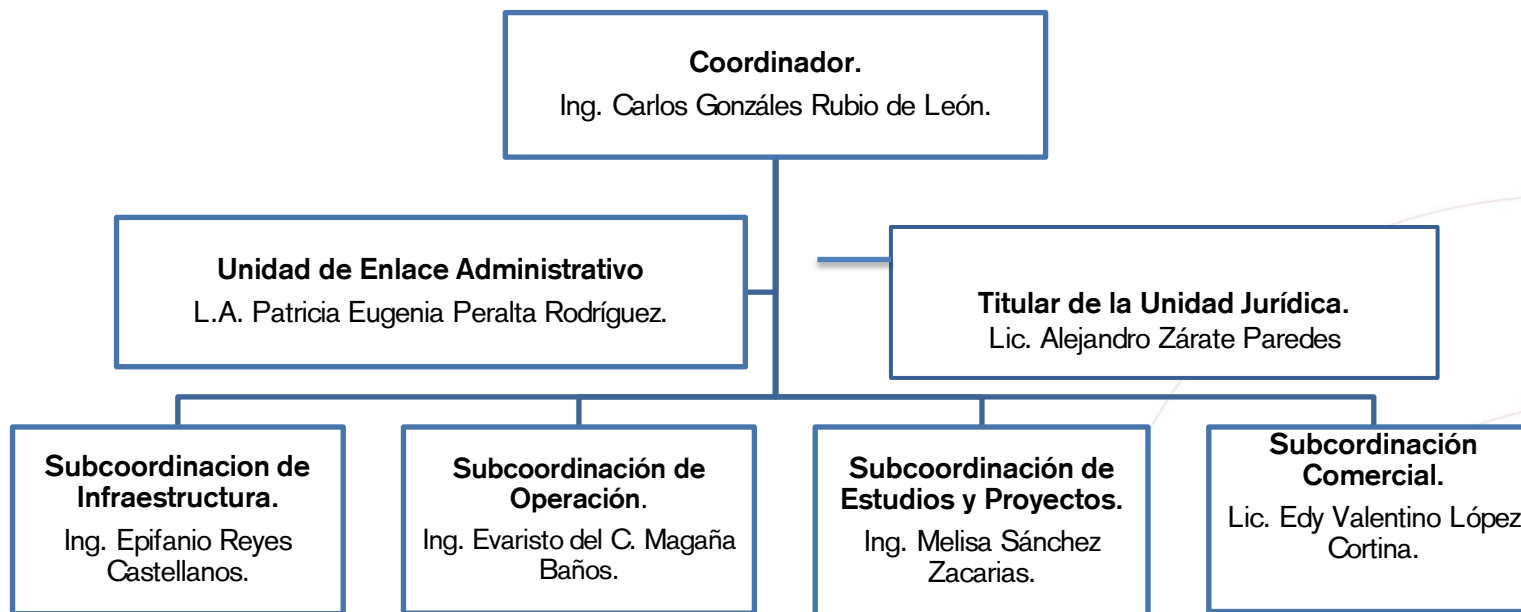 Coordinador.
Ing. Carlos Gonzáles Rubio de León.
Unidad de Enlace Administrativo
L.A. Patricia Eugenia Peralta Rodríguez.
Titular de la Unidad Jurídica.
Lic. Alejandro Zárate Paredes
Subcoordinacion de
Infraestructura.
Ing. Epifanio Reyes
Castellanos.
Subcoordinación de
Operación.
Ing. Evaristo del C. Magaña
Baños.
Subcoordinación de
Estudios y Proyectos.
Ing. Melisa Sánchez
Zacarias.
Subcordinación
Comercial.
Lic. Edy Valentino López
Cortina.